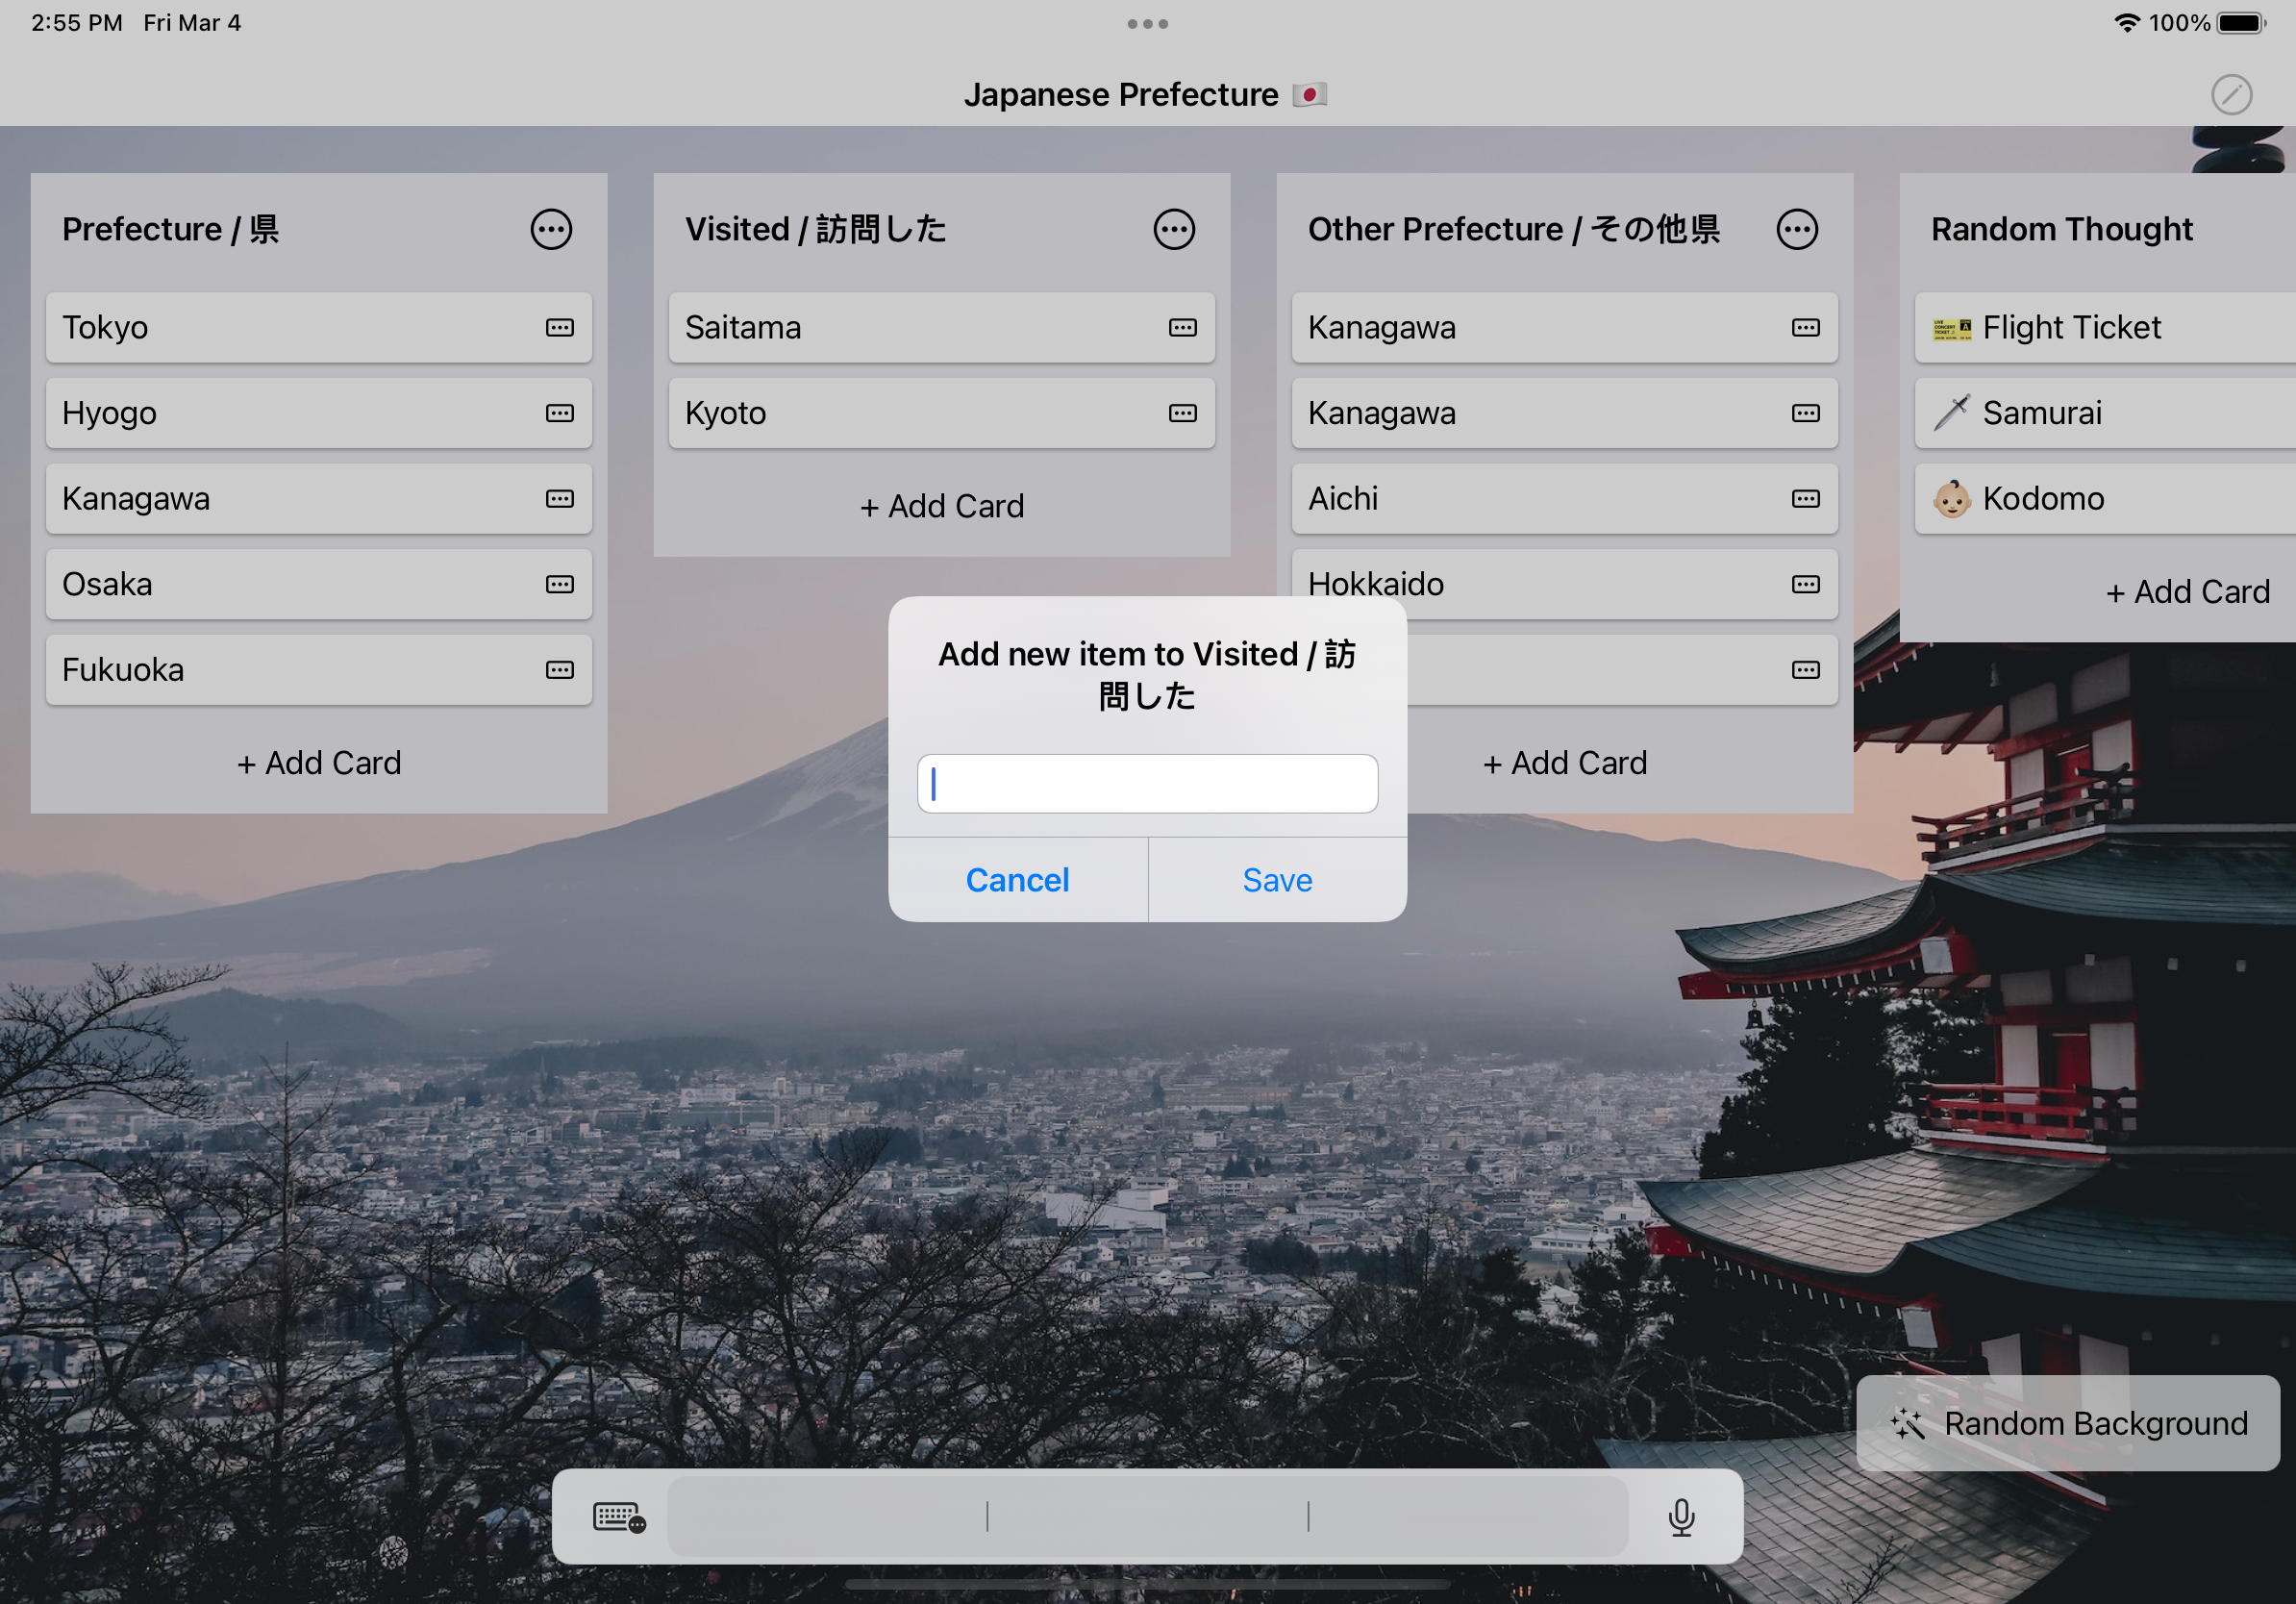 2:55 PM Fri Mar 4
100%
Japanese Prefecture 🇯🇵
Prefecture / 県
Tokyo
Hyogo
Kanagawa
Osaka
Fukuoka
+ Add Card
Visited / 訪問した
Saitama
Kyoto
+ Add Card
Other Prefecture / その他県
Kanagawa
Kanagawa
Aichi
Hokkaido
+ Add Card
Random Thought
🎫 Flight Ticket
🗡️ Samurai
👶🏻 Kodomo
+ Add Card
Add new item to Visited / 訪
問した
Cancel
Save
Random Background